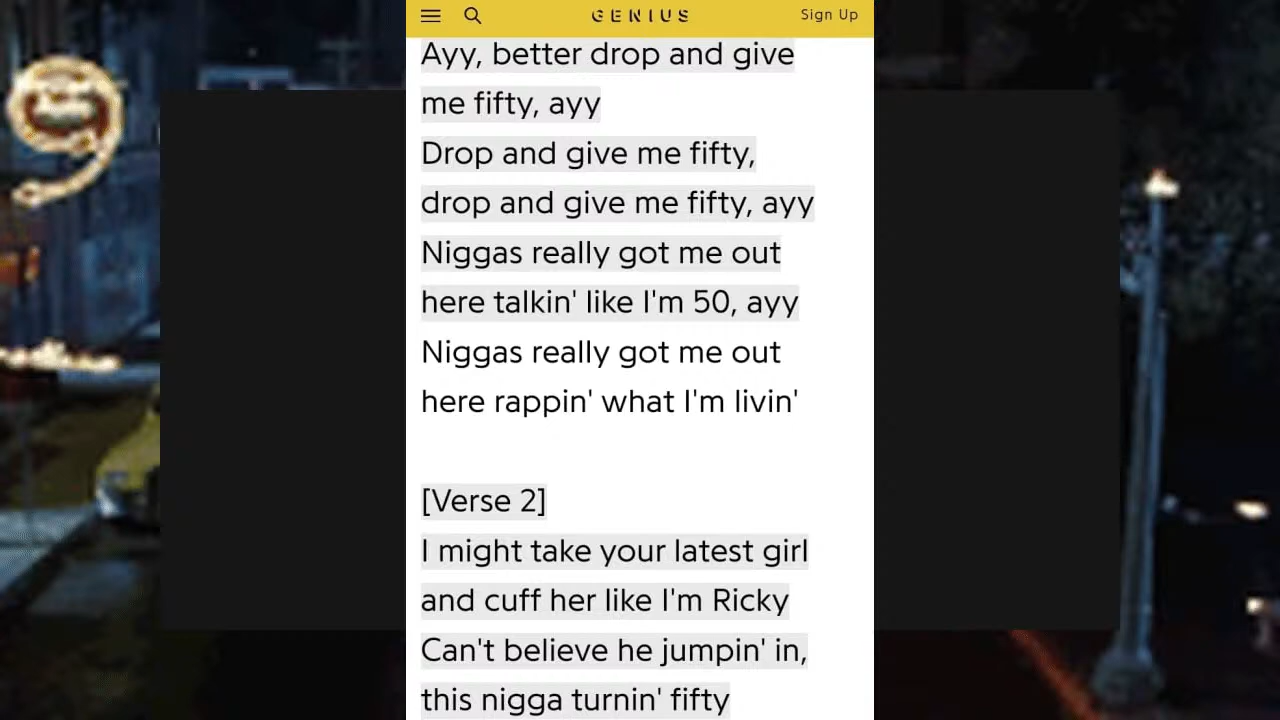 GENIUS
Sign Up
Ayy, better drop and give
me fifty, ayy
Drop and give me fifty,
drop and give me fifty, ayy
Niggas really got me out
here talkin' like I'm 50, ayy
Niggas really got me out
here rappin' what I'm livin'
[Verse 2]
I might take your latest girl
and cuff her like I'm Ricky
Can't believe he jumpin' in,
this nigga turnin' fifty